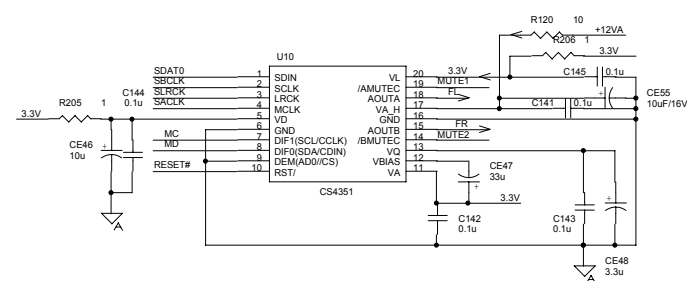 R120 10
+12VA
R206 1
3.3V
U10
SDAT0 1 SDIN VL 20 3.3V
SBCLK 2 SCLK /AMUTEC 19 MUTE1
SLRCK 3 LRCK AOUTA 18 FL
SACLK 4 MCLK VA_H 17
5 VD GND 16
6 GND AOUTB 15 FR
MC 7 DIF1(SCL/CCLK) /BMUTEC 14 MUTE2
MD 8 DIF0(SDA/CDIN) VQ 13
9 DEM(AD0//CS) VBIAS 12
RESET# 10 RST/ VA 11
CS4351
C144
0.1u
3.3V
R205 1
CE46
10u
+
A
C145 0.1u
C141 0.1u
+
CE55
10uF/16V
CE47
33u
+
3.3V
C142
0.1u
C143
0.1u
+
CE48
3.3u
A